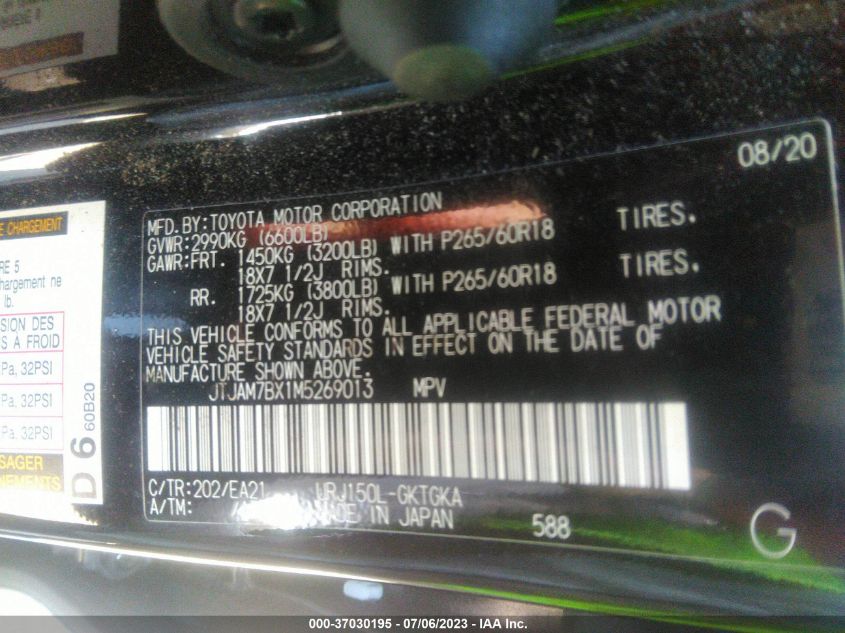 08/20
MFD.BY:TOYOTA MOTOR CORPORATION
GVWR:2990KG (6600LB)
GAWR:FRT. 1450KG (3200LB) WITH P265/60R18 TIRES.
18X7 1/2J RIMS.
RR. 1725KG (3800LB) WITH P265/60R18 TIRES.
18X7 1/2J RIMS.
THIS VEHICLE CONFORMS TO ALL APPLICABLE FEDERAL MOTOR
VEHICLE SAFETY STANDARDS IN EFFECT ON THE DATE OF
MANUFACTURE SHOWN ABOVE.
JTJAM7BX1M5269013 MPV
C/TR:202/EA21 URJ150L-GKTGKA
A/TM: MADE IN JAPAN 588
G
E CHARGEMENT
RE 5
chargement ne
lb.
SION DES
S A FROID
Pa, 32PSI
Pa, 32PSI
Pa, 32PSI
SAGER
NEMENTS
D 6 60B20
000-37030195 - 07/06/2023 - IAA Inc.